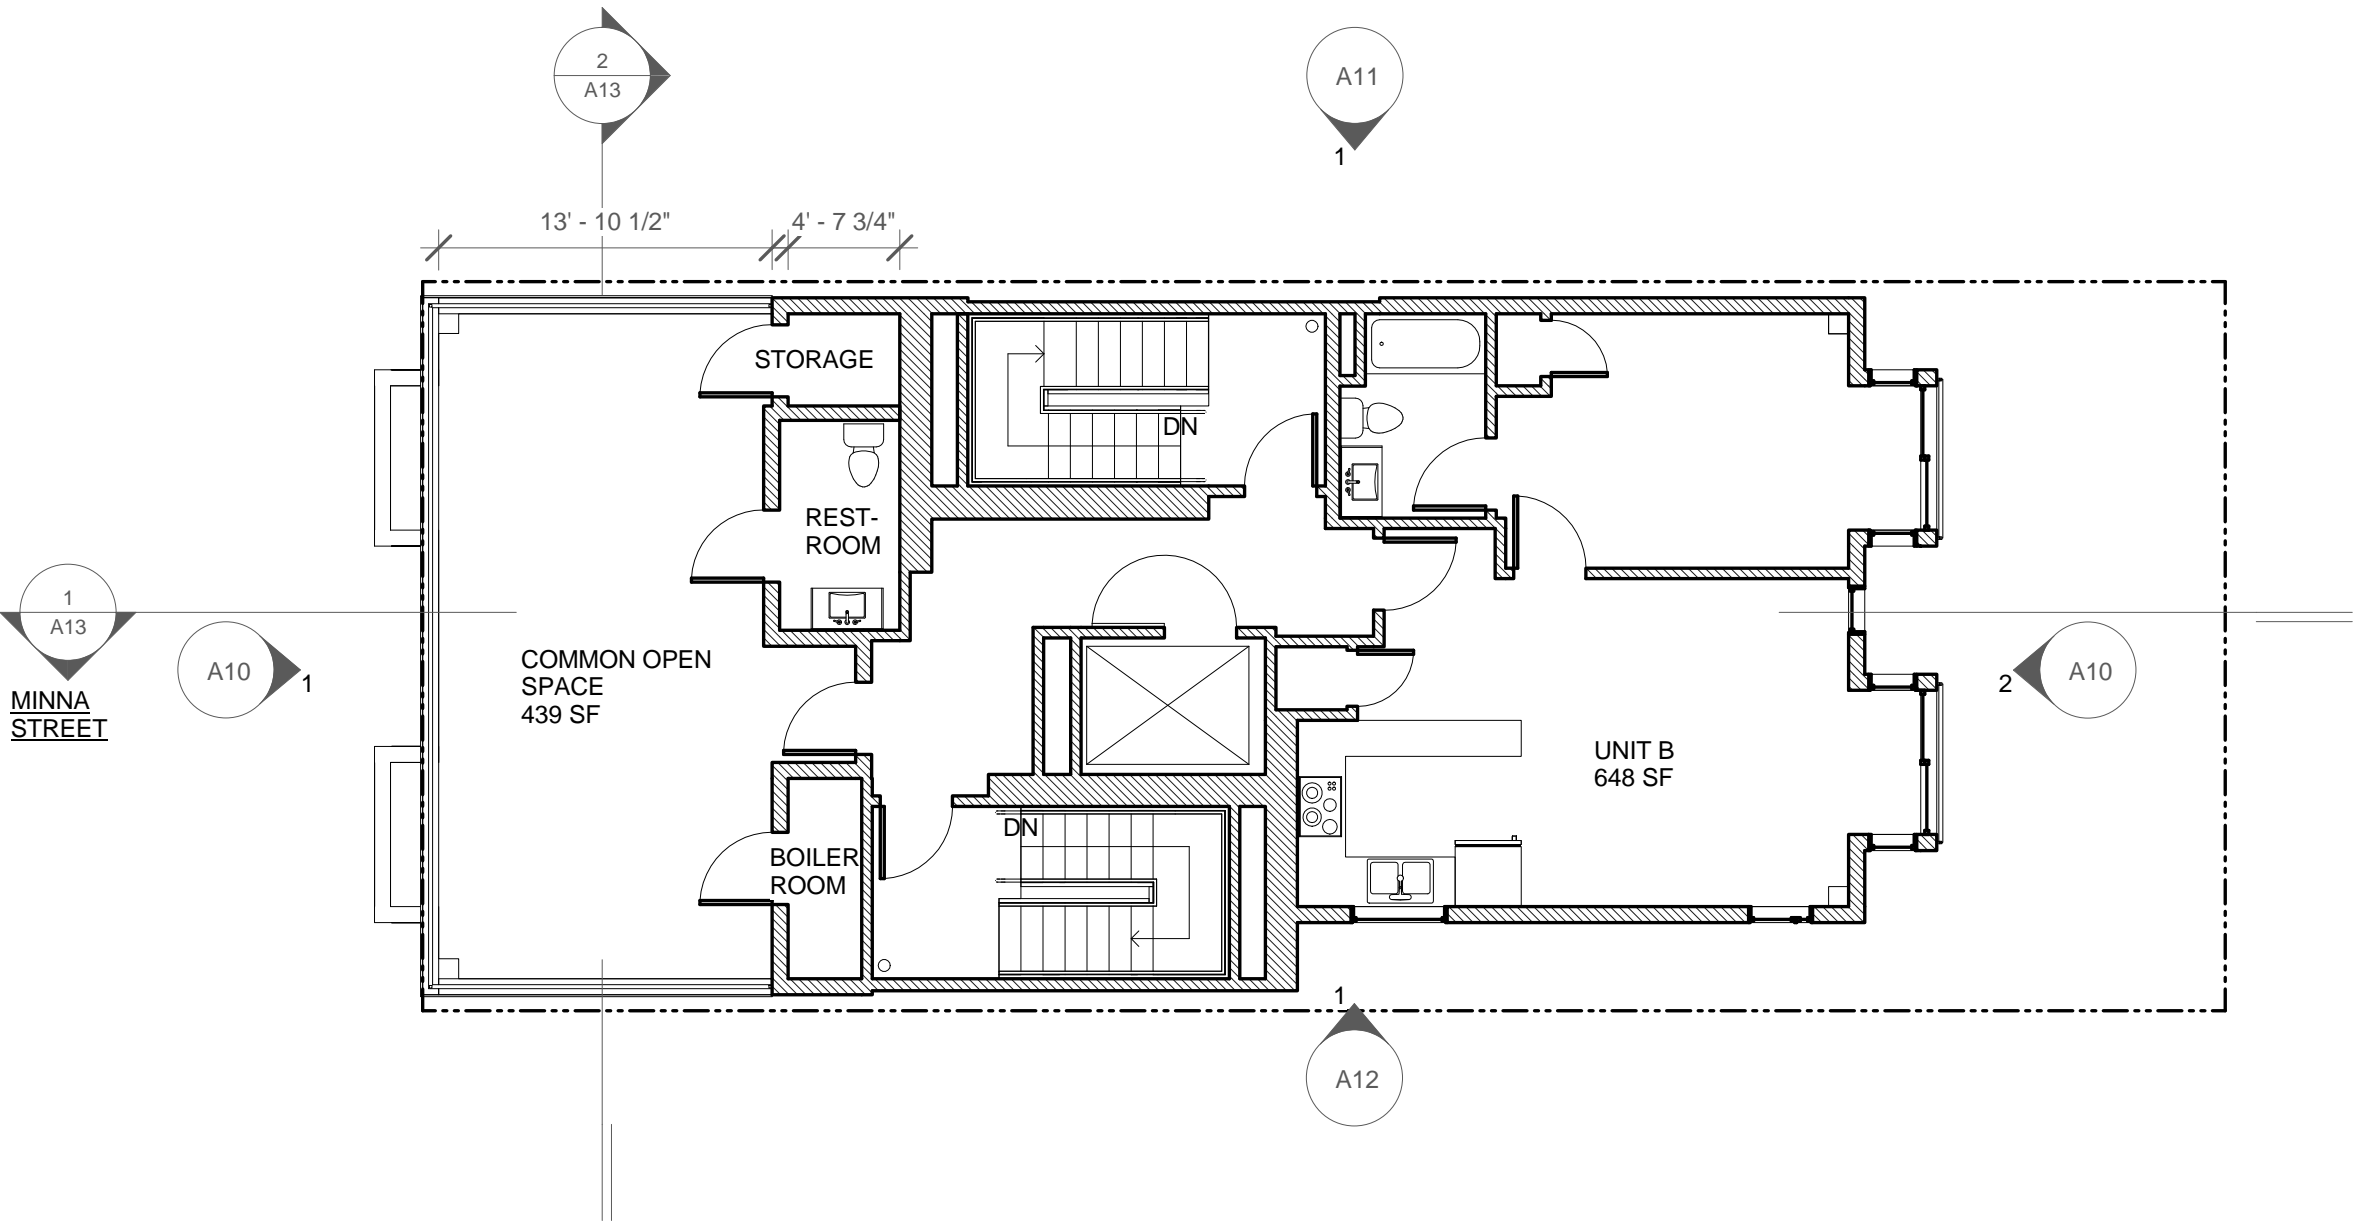 2
A13
A11
1
13' - 10 1/2"
4' - 7 3/4"
STORAGE
DN
REST-
ROOM
1
A13
MINNA
STREET
A10
1
COMMON OPEN
SPACE
439 SF
2
A10
UNIT B
648 SF
DN
BOILER
ROOM
1
A12